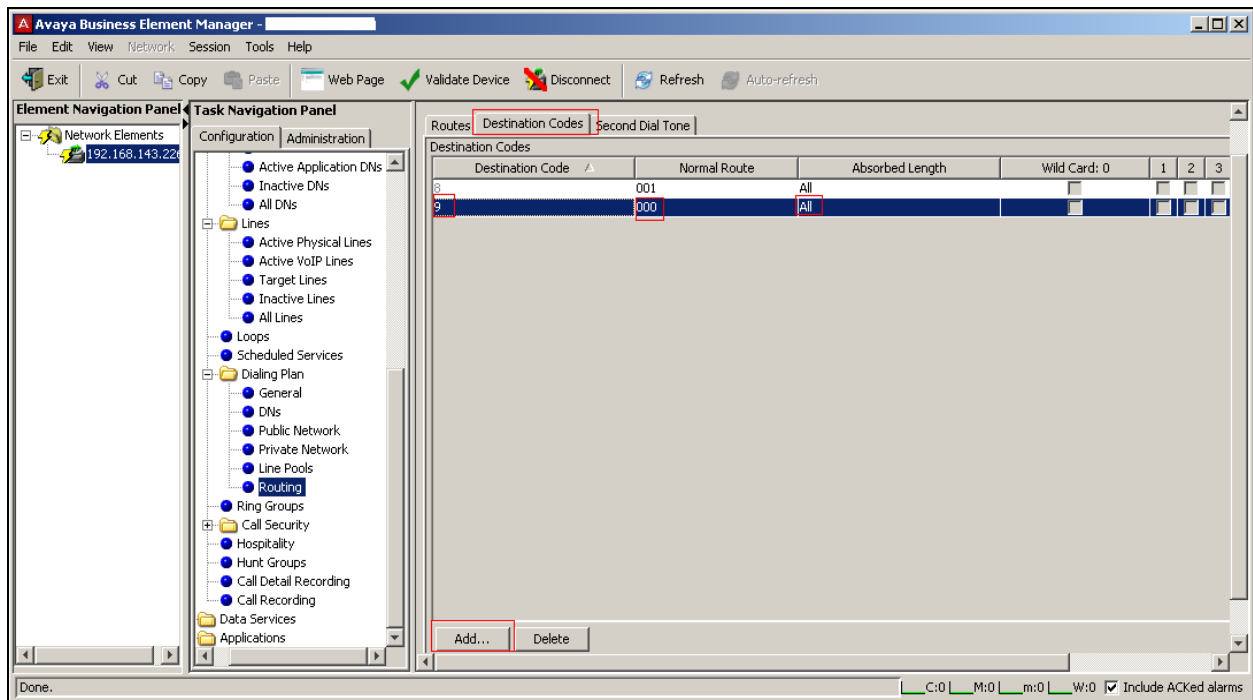 Avaya Business Element Manager -
File Edit View Network Session Tools Help
Exit Cut Copy Paste Web Page Validate Device Disconnect Refresh Auto-refresh
Element Navigation Panel
Network Elements
192.168.143.226
Task Navigation Panel
Configuration Administration
Active Application DNs
Inactive DNs
All DNs
Lines
Active Physical Lines
Active VoIP Lines
Target Lines
Inactive Lines
All Lines
Loops
Scheduled Services
Dialing Plan
General
DNs
Public Network
Private Network
Line Pools
Routing
Ring Groups
Call Security
Hospitality
Hunt Groups
Call Detail Recording
Call Recording
Data Services
Applications
Routes Destination Codes Second Dial Tone
Destination Codes
Destination Code Normal Route Absorbed Length Wild Card: 0 1 2 3
8 001 All
9 000 All
Add... Delete
Done. C:0 M:0 m:0 W:0 Include ACKed alarms